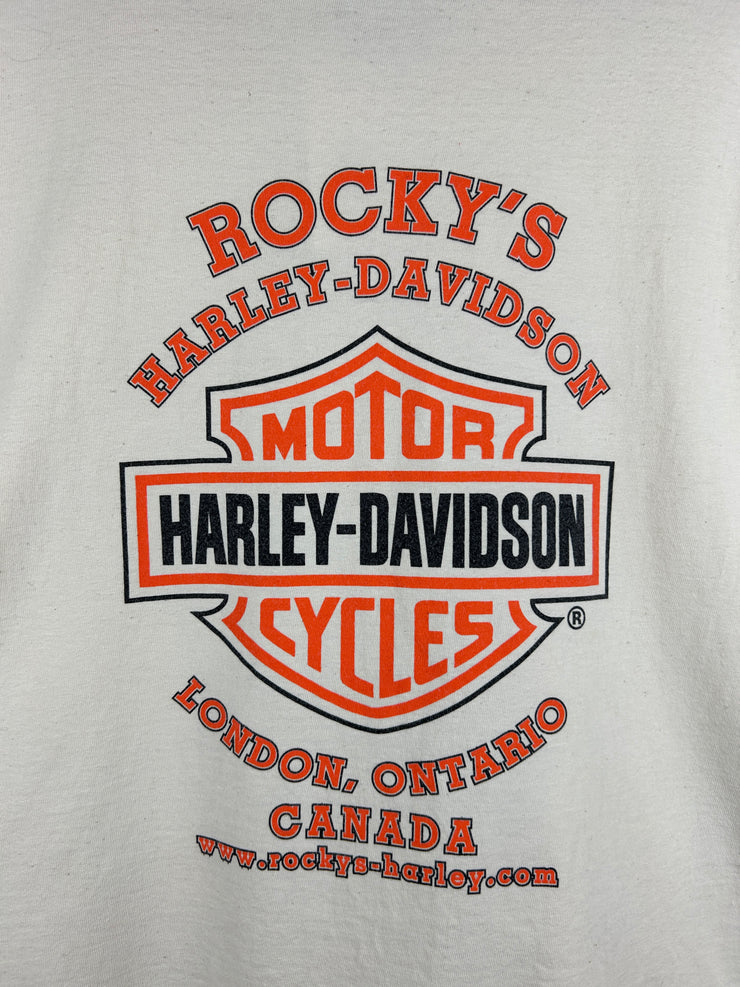 ROCKY'S
HARLEY-DAVIDSON
MOTOR
HARLEY-DAVIDSON
CYCLES
®
LONDON, ONTARIO
CANADA
www.rockys-harley.com